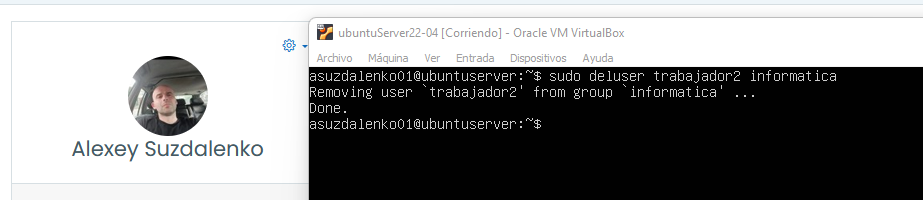 ubuntuServer22-04 [Corriendo] - Oracle VM VirtualBox
Archivo Máquina Ver Entrada Dispositivos Ayuda
asuzdalenko01@ubuntuserver:~$ sudo deluser trabajador2 informatica
Removing user `trabajador2' from group `informatica' ...
Done.
asuzdalenko01@ubuntuserver:~$
Alexey Suzdalenko